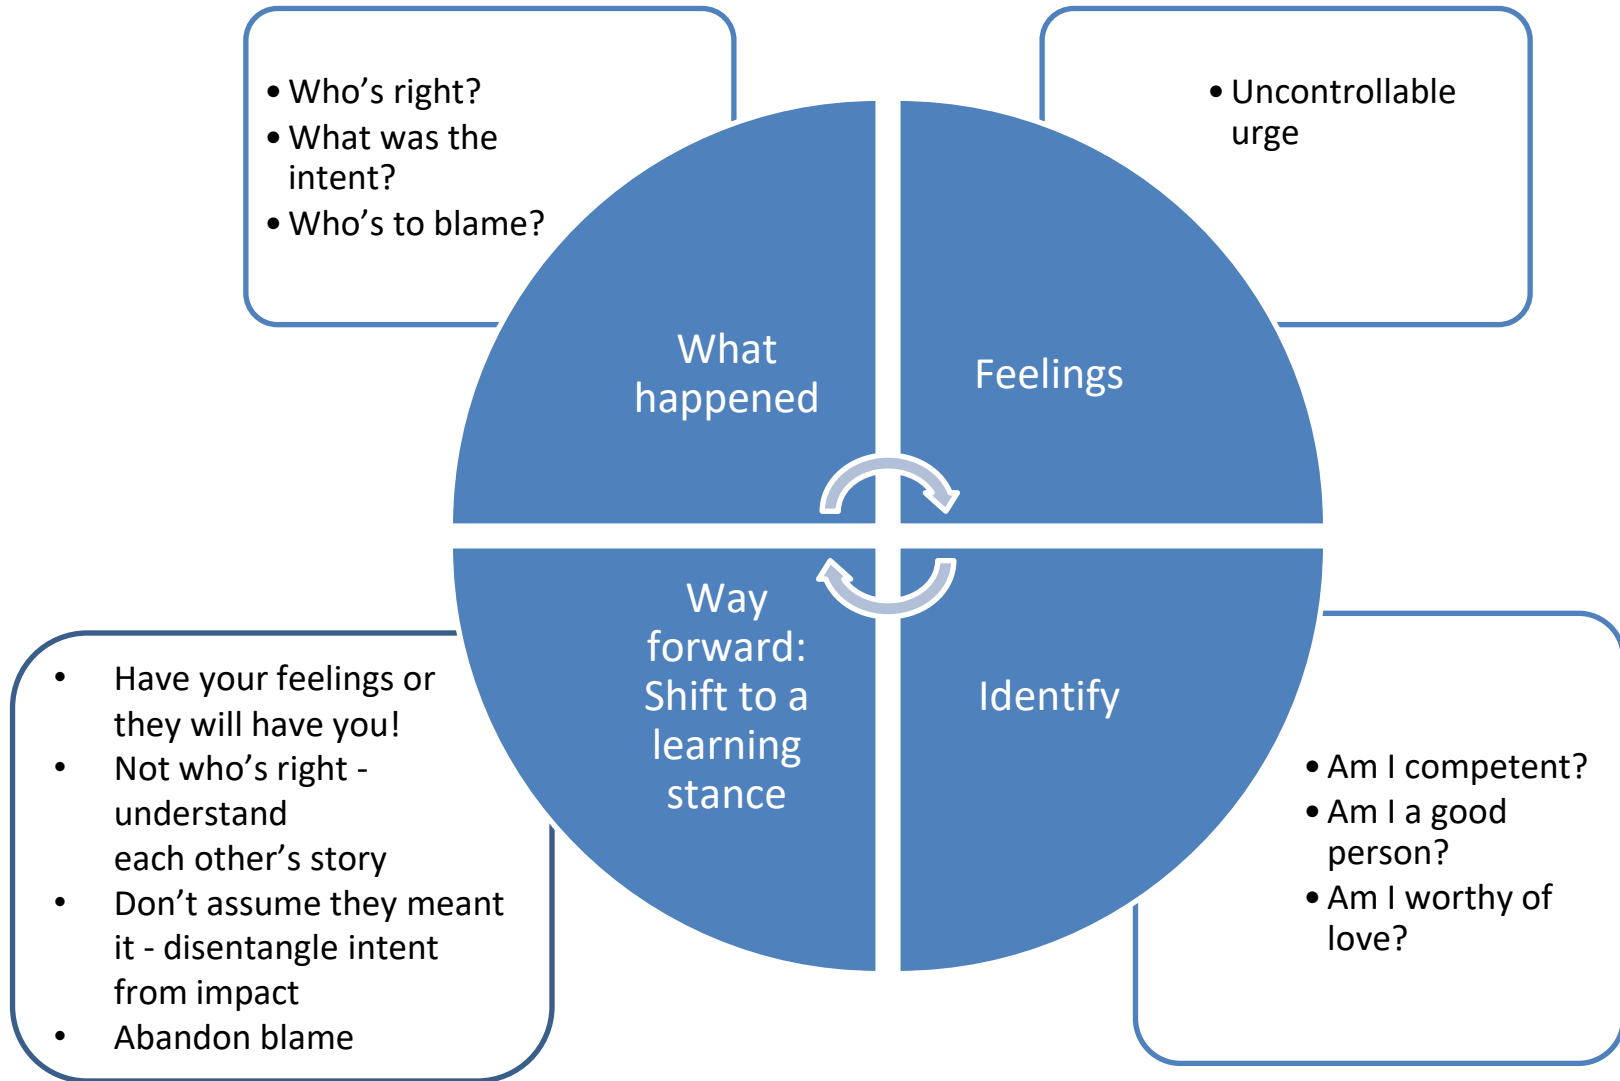 • Who’s right?
• What was the
intent?
• Who’s to blame?
• Uncontrollable
urge
What
happened
Feelings
Way
forward:
Shift to a
learning
stance
Identify
• Have your feelings or
they will have you!
• Not who’s right -
understand
each other’s story
• Don’t assume they meant
it - disentangle intent
from impact
• Abandon blame
• Am I competent?
• Am I a good
person?
• Am I worthy of
love?